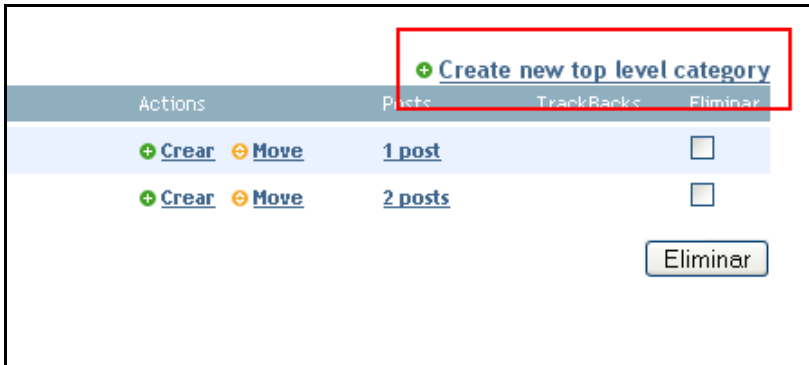 Create new top level category
Actions Posts TrackBacks Eliminar
Crear Move 1 post
Crear Move 2 posts
Eliminar